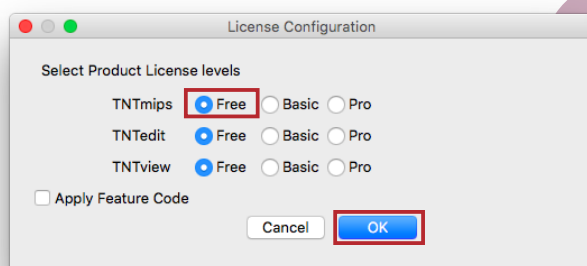 License Configuration
Select Product License levels
TNTmips Free Basic Pro
TNTedit Free Basic Pro
TNTview Free Basic Pro
Apply Feature Code
Cancel OK